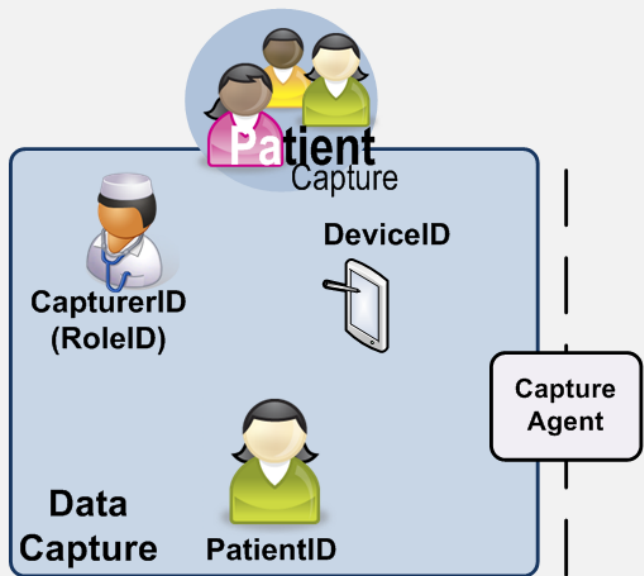 Patient
Capture
DeviceID
CapturerID
(RoleID)
Capture
Agent
Data
Capture
PatientID